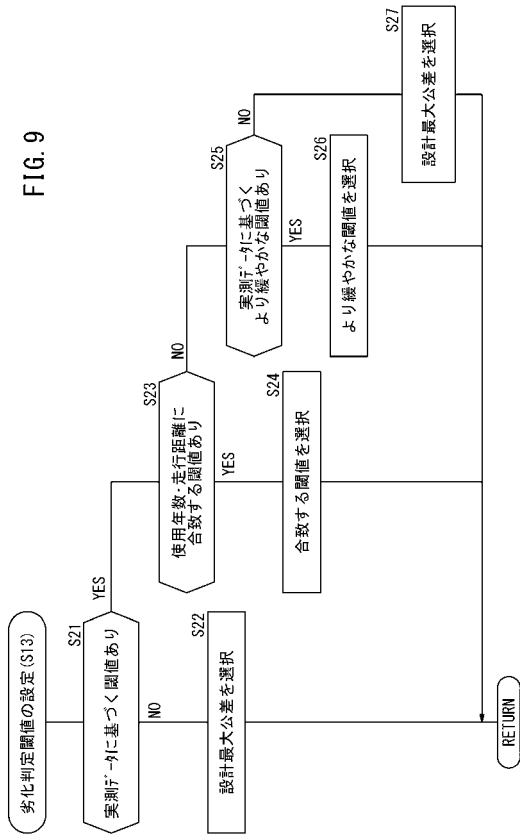 FIG. 9
劣化判定閾値の設定(S13)
S21
実測ﾃﾞｰﾀに基づく閾値あり
YES
NO
S22
設計最大公差を選択
S23
使用年数・走行距離に
合致する閾値あり
NO
YES
S24
合致する閾値を選択
S25
実測ﾃﾞｰﾀに基づく
より緩やかな閾値あり
NO
YES
S26
より緩やかな閾値を選択
S27
設計最大公差を選択
RETURN